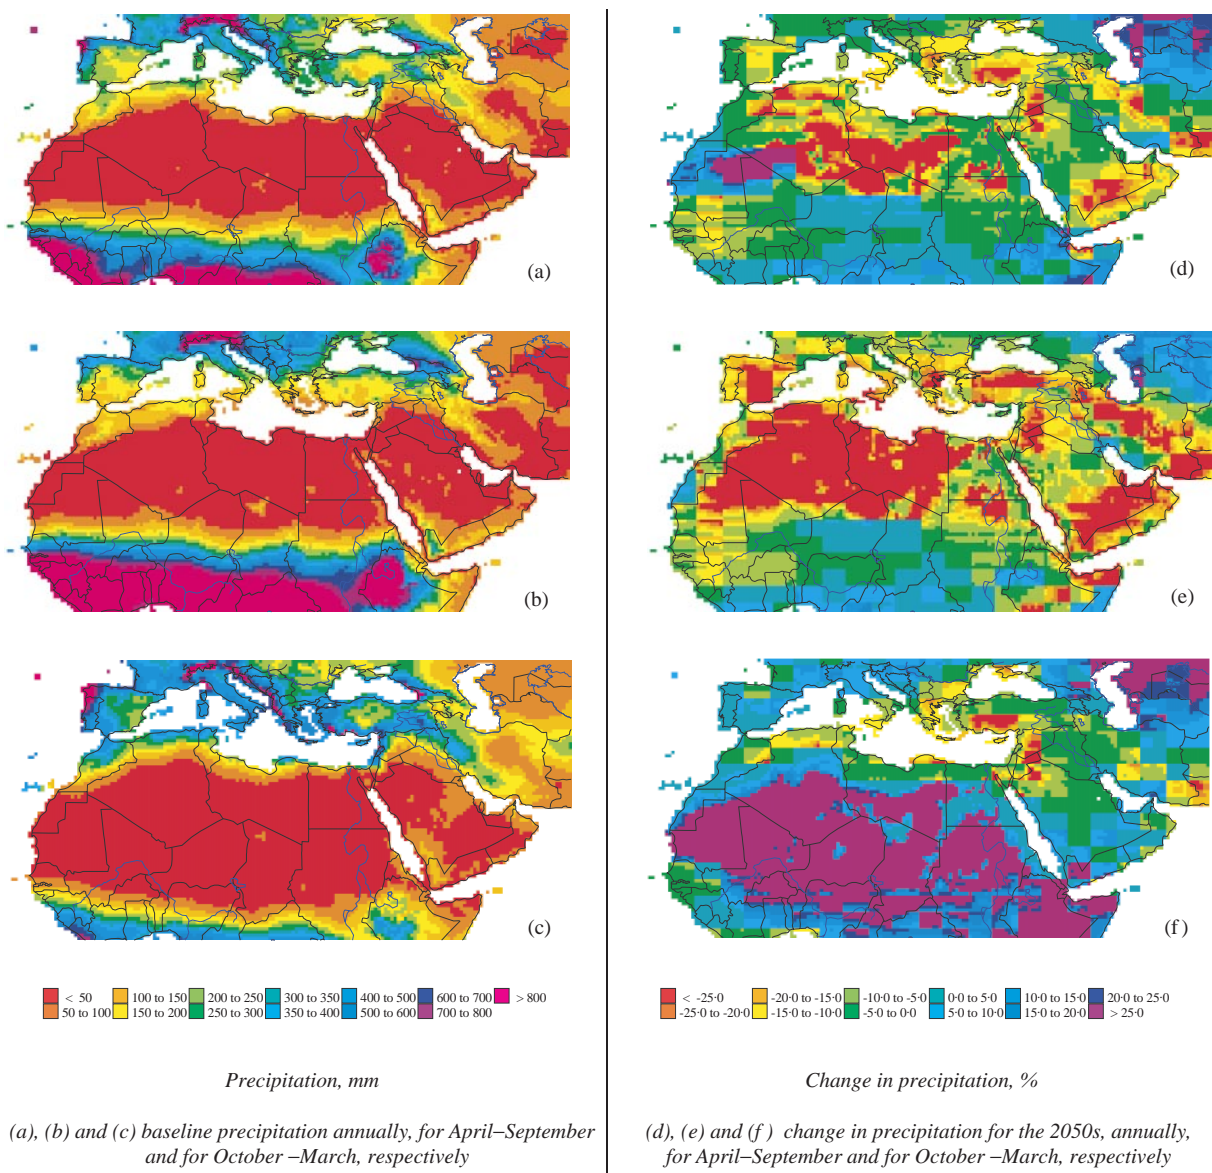 (a)
(d)
(b)
(e)
(c)
(f )
< 50 100 to 150 200 to 250 300 to 350 400 to 500 600 to 700 > 800
50 to 100 150 to 200 250 to 300 350 to 400 500 to 600 700 to 800
< -25·0 -20·0 to -15·0 -10·0 to -5·0 0·0 to 5·0 10·0 to 15·0 20·0 to 25·0
-25·0 to -20·0 -15·0 to -10·0 -5·0 to 0·0 5·0 to 10·0 15·0 to 20·0 > 25·0
Precipitation, mm
Change in precipitation, %
(a), (b) and (c) baseline precipitation annually, for April–September
and for October –March, respectively
(d), (e) and (f ) change in precipitation for the 2050s, annually,
for April–September and for October –March, respectively